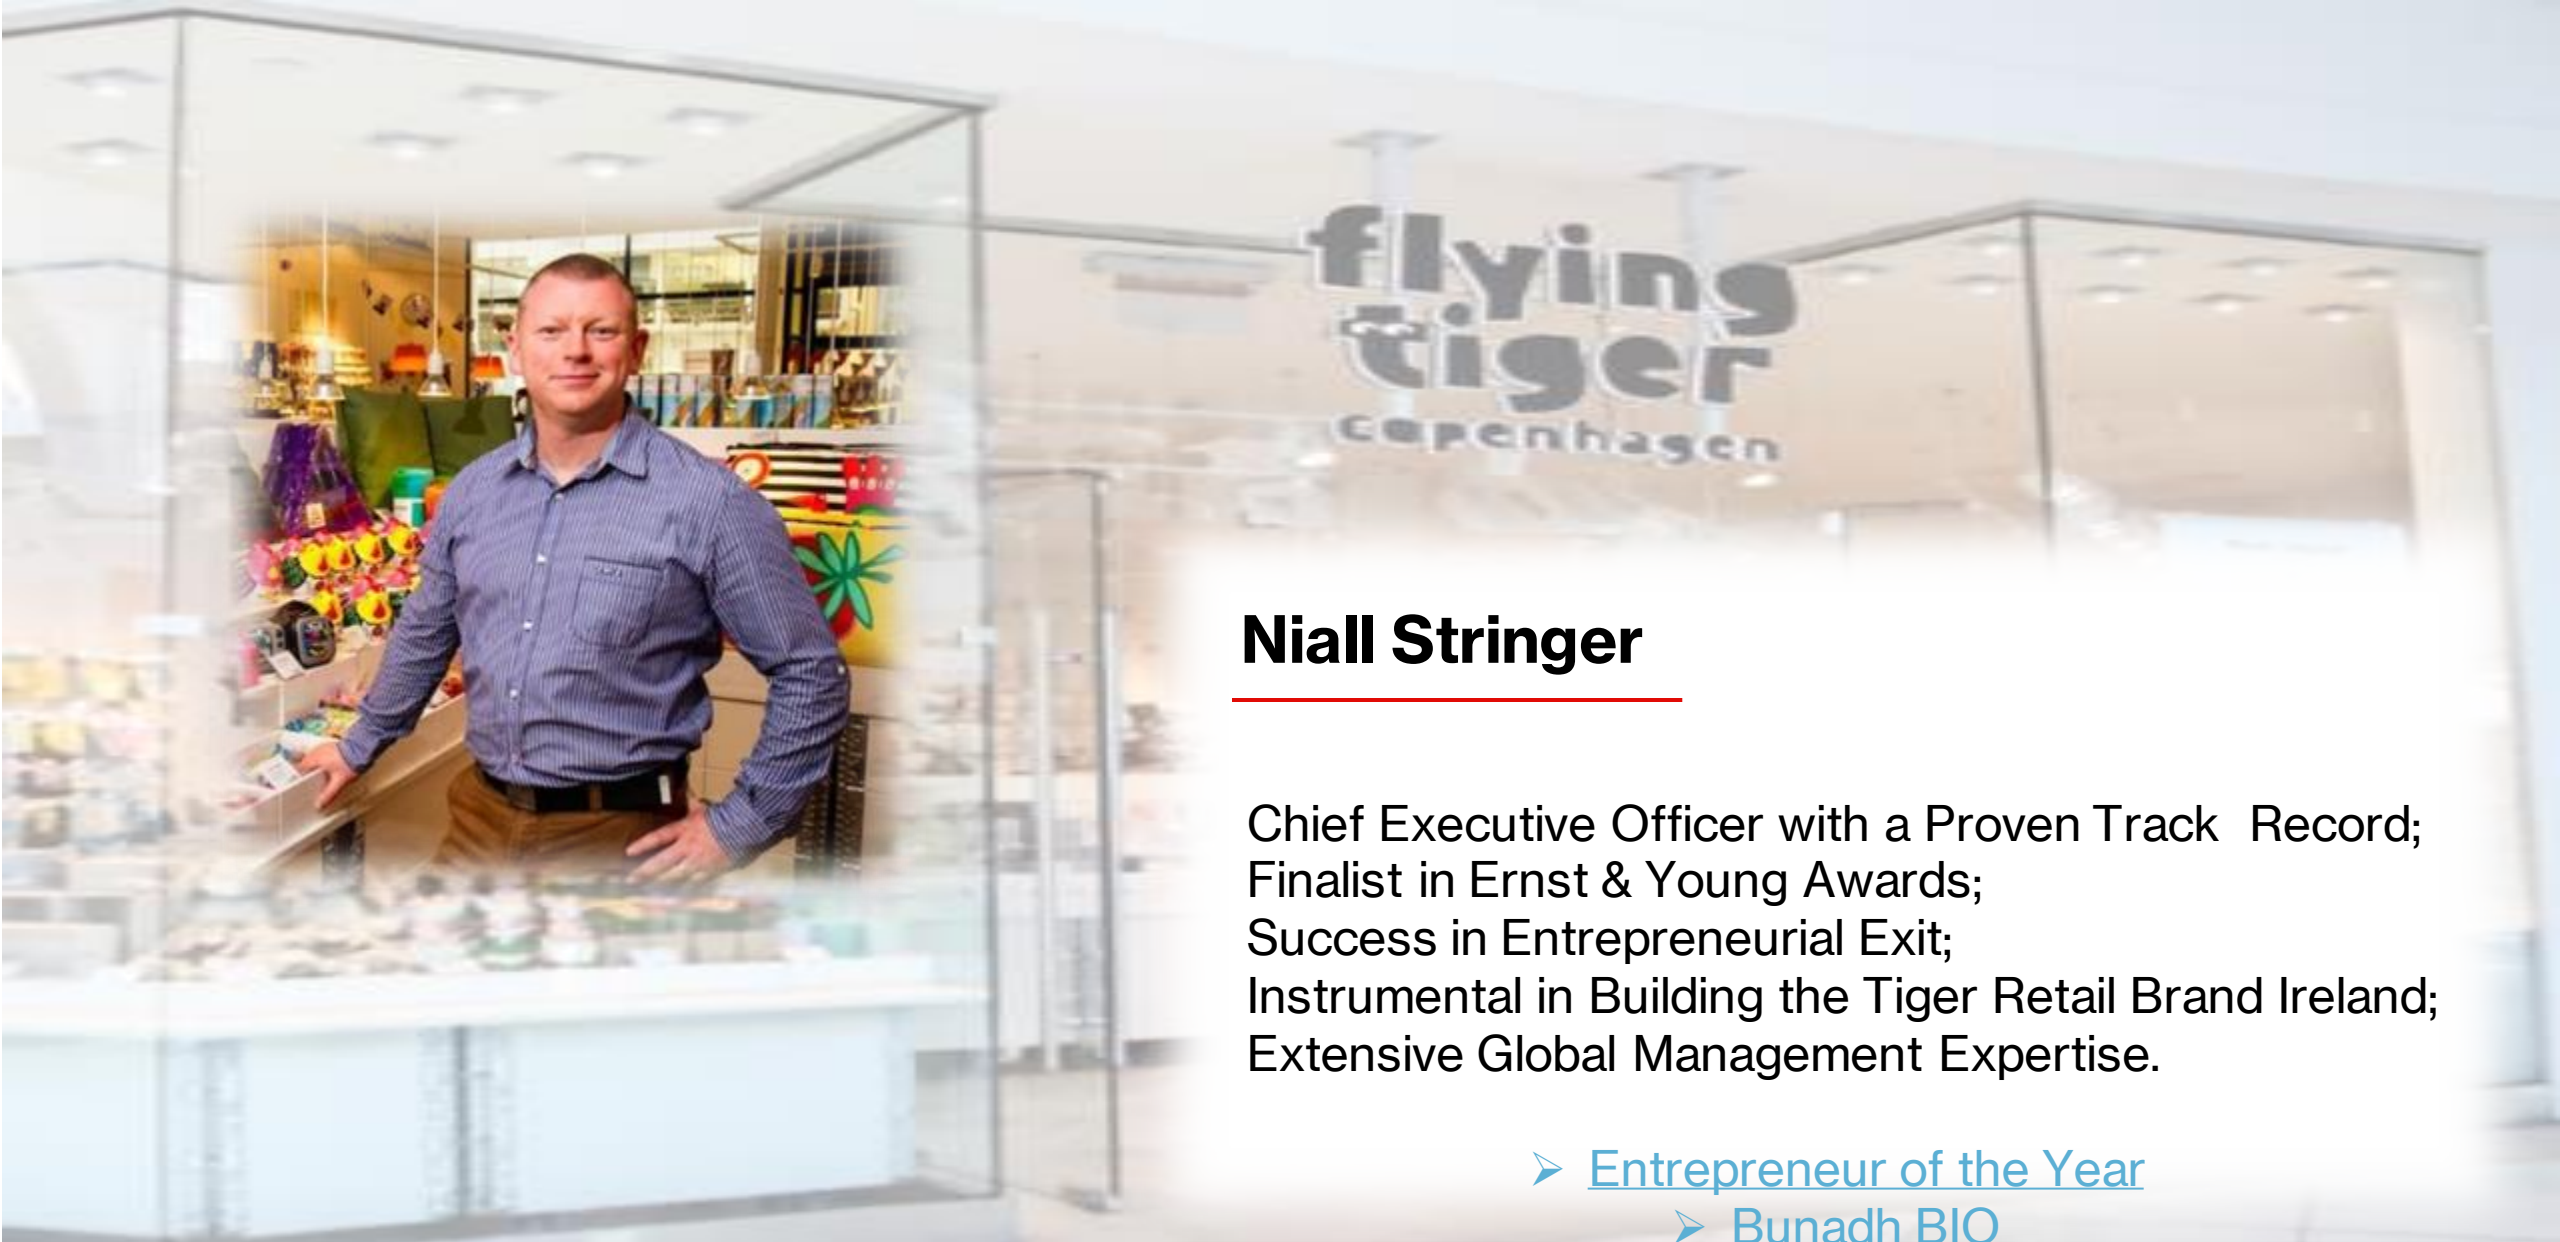 flying
tiger
copenhagen
Niall Stringer
Chief Executive Officer with a Proven Track Record;
Finalist in Ernst & Young Awards;
Success in Entrepreneurial Exit;
Instrumental in Building the Tiger Retail Brand Ireland;
Extensive Global Management Expertise.
➢ Entrepreneur of the Year
➢ Bunadh BIO